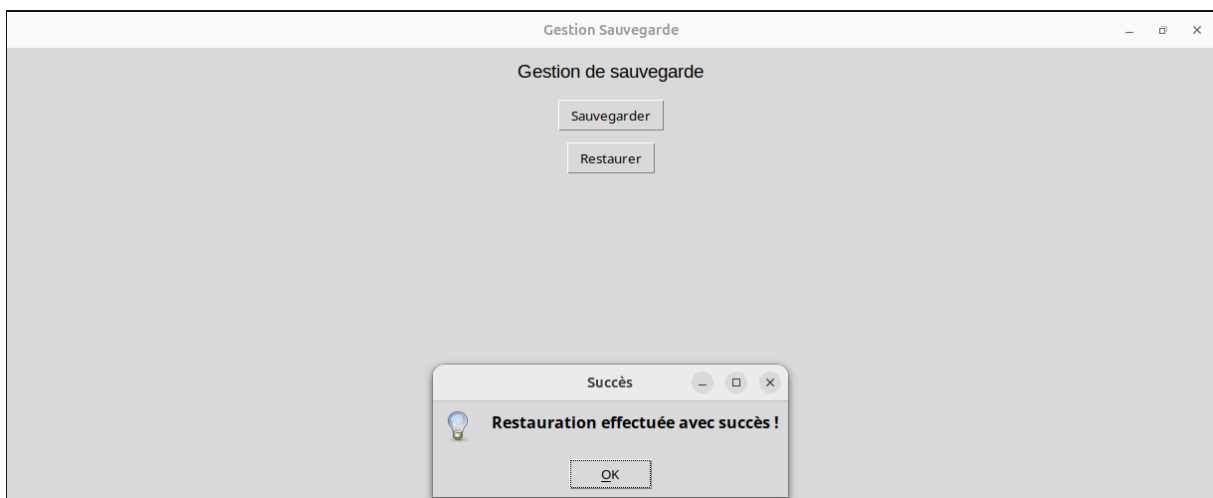 Gestion Sauvegarde
Gestion de sauvegarde
Sauvegarder
Restaurer
Succès
Restauration effectuée avec succès !
OK